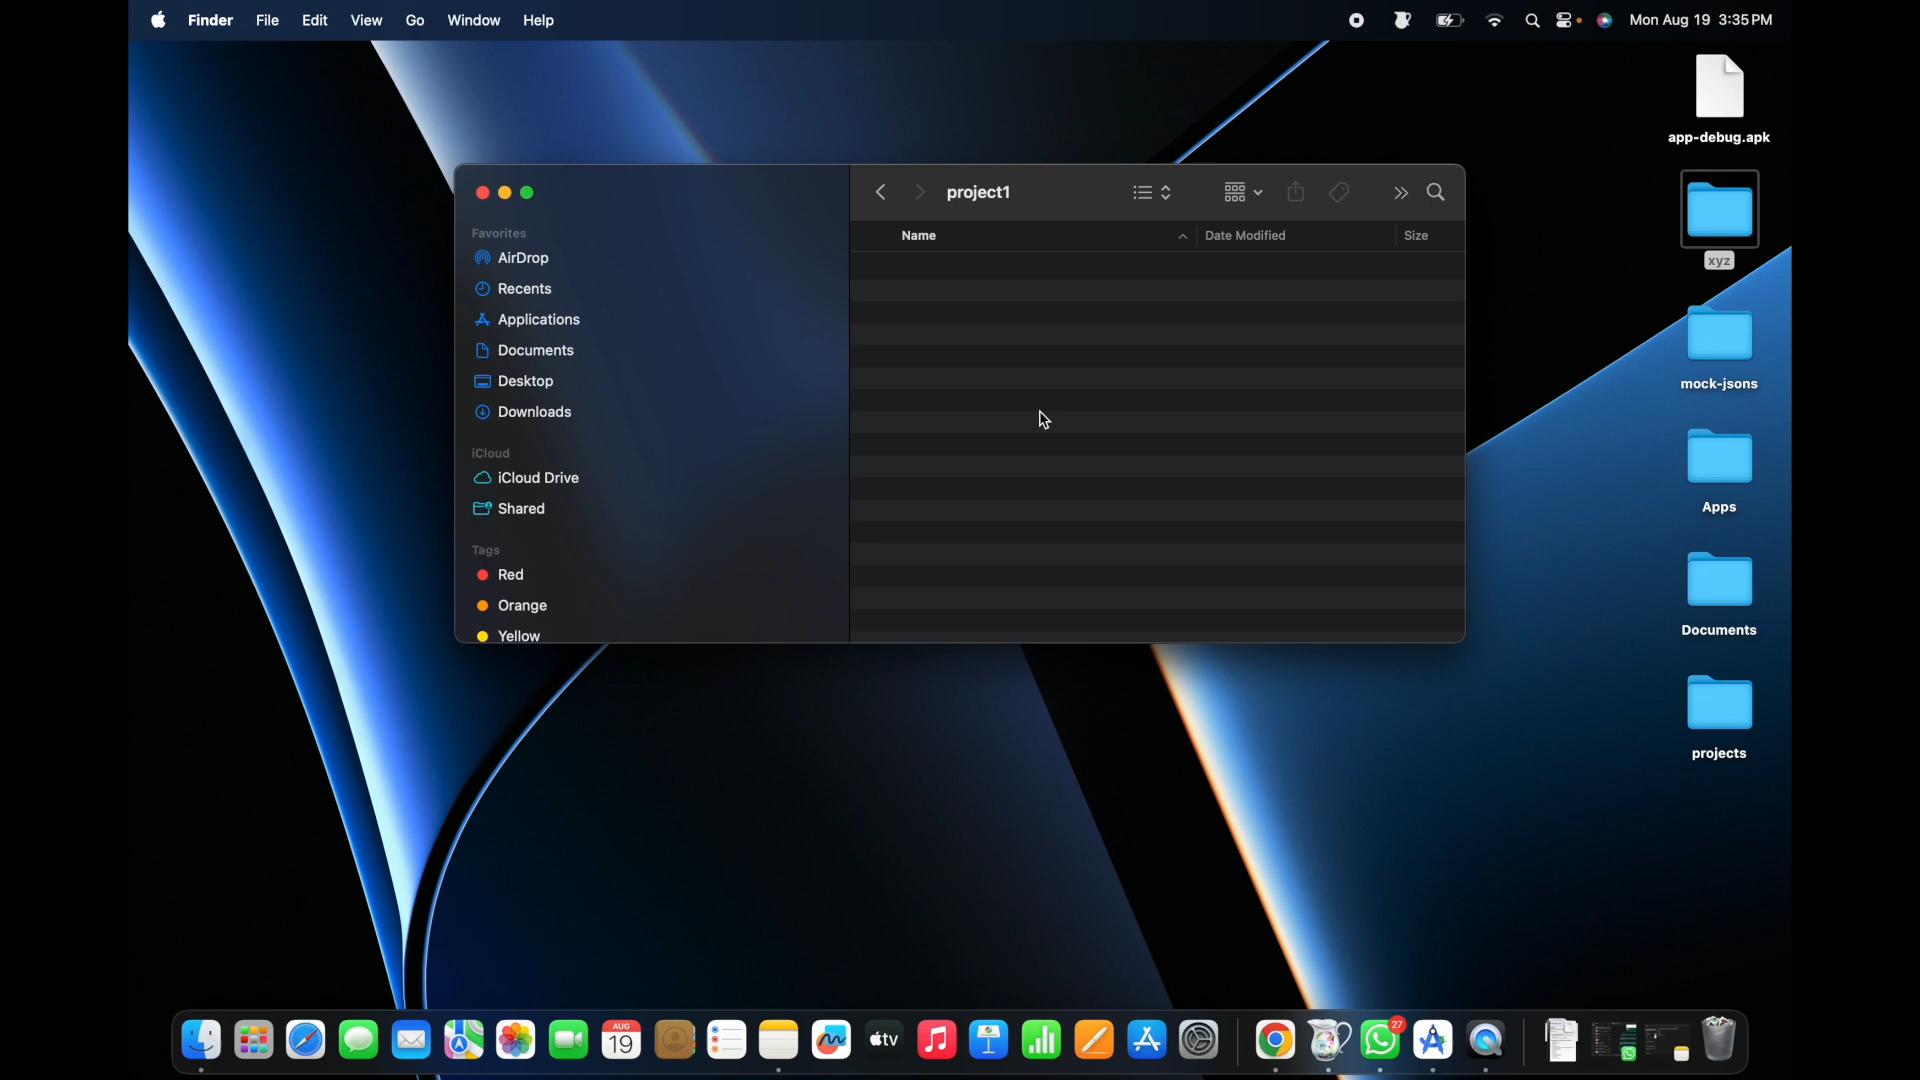 Finder File Edit View Go Window Help Mon Aug 19 3:35 PM
app-debug.apk
project1
Favorites
Name Date Modified Size
AirDrop
xyz
Recents
Applications
Documents
Desktop
mock-jsons
Downloads
iCloud
iCloud Drive
Shared
Apps
Tags
Red
Orange
Documents
Yellow
projects
AUG
19
tv
27